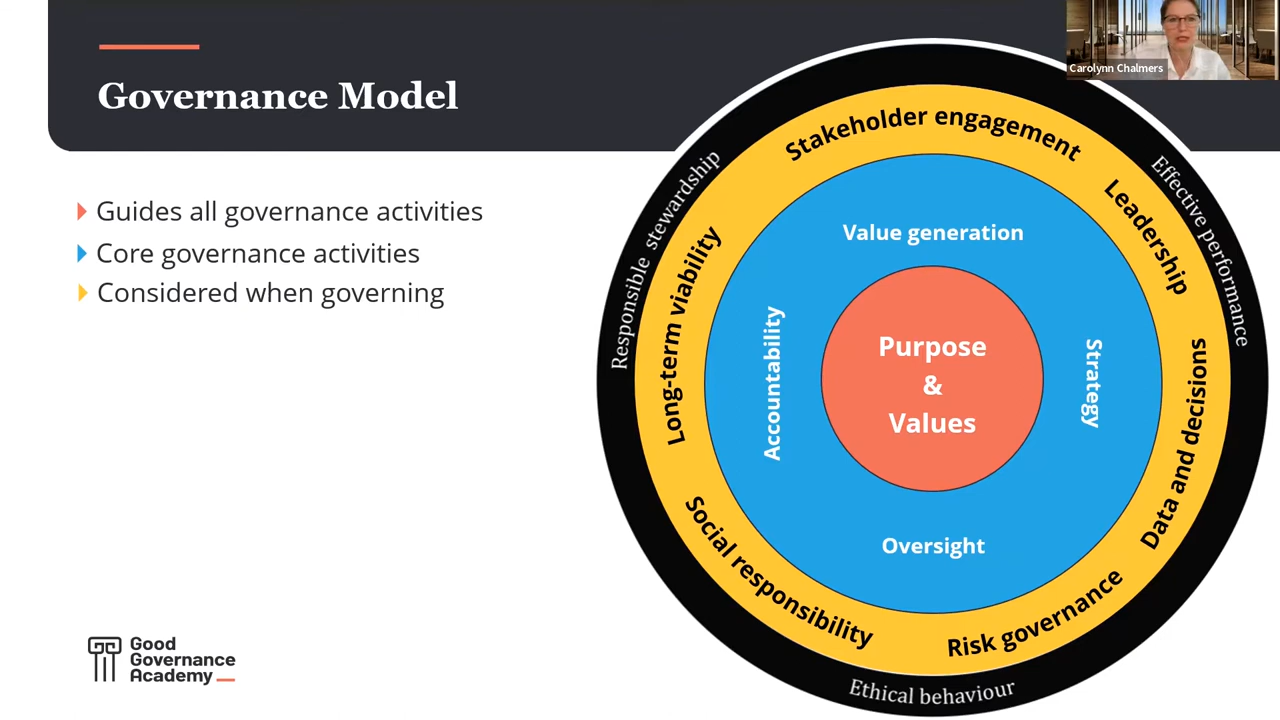 Carolynn Chalmers
Governance Model
Guides all governance activities
Core governance activities
Considered when governing
Responsible stewardship
Effective performance
Ethical behaviour
Stakeholder engagement
Leadership
Data and decisions
Risk governance
Social responsibility
Long-term viability
Value generation
Strategy
Oversight
Accountability
Purpose
&
Values
Good
Governance
Academy